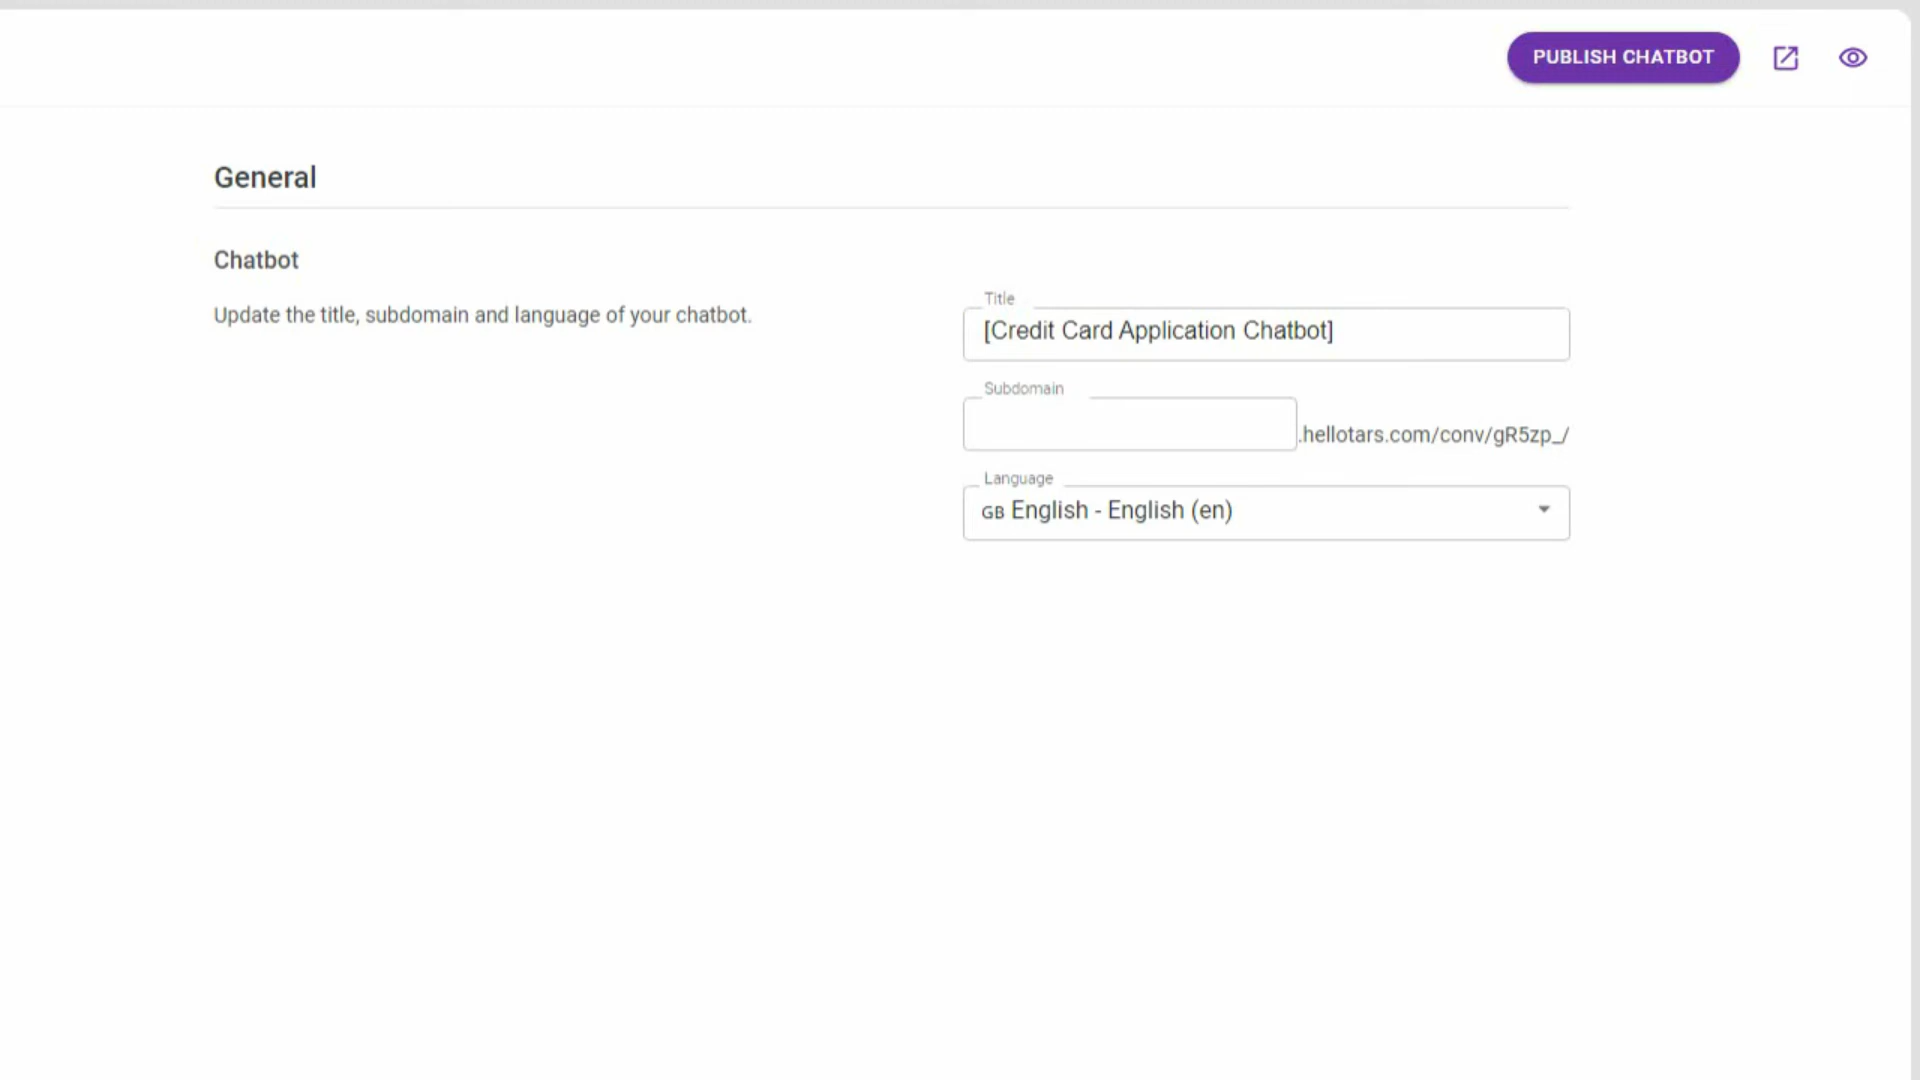 PUBLISH CHATBOT
General
Chatbot
Update the title, subdomain and language of your chatbot.
Title
[Credit Card Application Chatbot]
Subdomain
.hellotars.com/conv/gR5zp_/
Language
GB English - English (en)